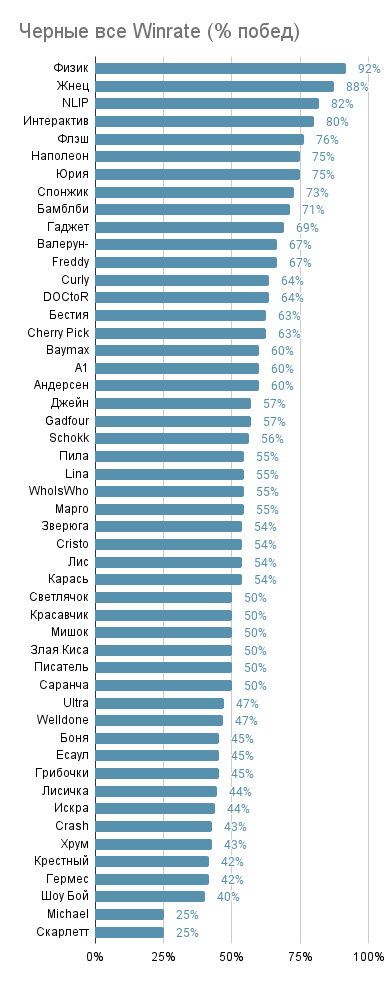 Черные все Winrate (% побед)
Физик 92%
Жнец 88%
NLIP 82%
Интерактив 80%
Флэш 76%
Наполеон 75%
Юрия 75%
Спонжик 73%
Бамблби 71%
Гаджет 69%
Валерун- 67%
Freddy 67%
Curly 64%
DOCtoR 64%
Бестия 63%
Cherry Pick 63%
Baymax 60%
A1 60%
Андерсен 60%
Джейн 57%
Gadfour 57%
Schokk 56%
Пила 55%
Lina 55%
WhoIsWho 55%
Марго 55%
Зверюга 54%
Cristo 54%
Лис 54%
Карась 54%
Светлячок 50%
Красавчик 50%
Мишок 50%
Злая Киса 50%
Писатель 50%
Саранча 50%
Ultra 47%
Welldone 47%
Боня 45%
Есаул 45%
Грибочки 45%
Лисичка 44%
Искра 44%
Crash 43%
Хрум 43%
Крестный 42%
Гермес 42%
Шоу Бой 40%
Michael 25%
Скарлетт 25%
0% 25% 50% 75% 100%